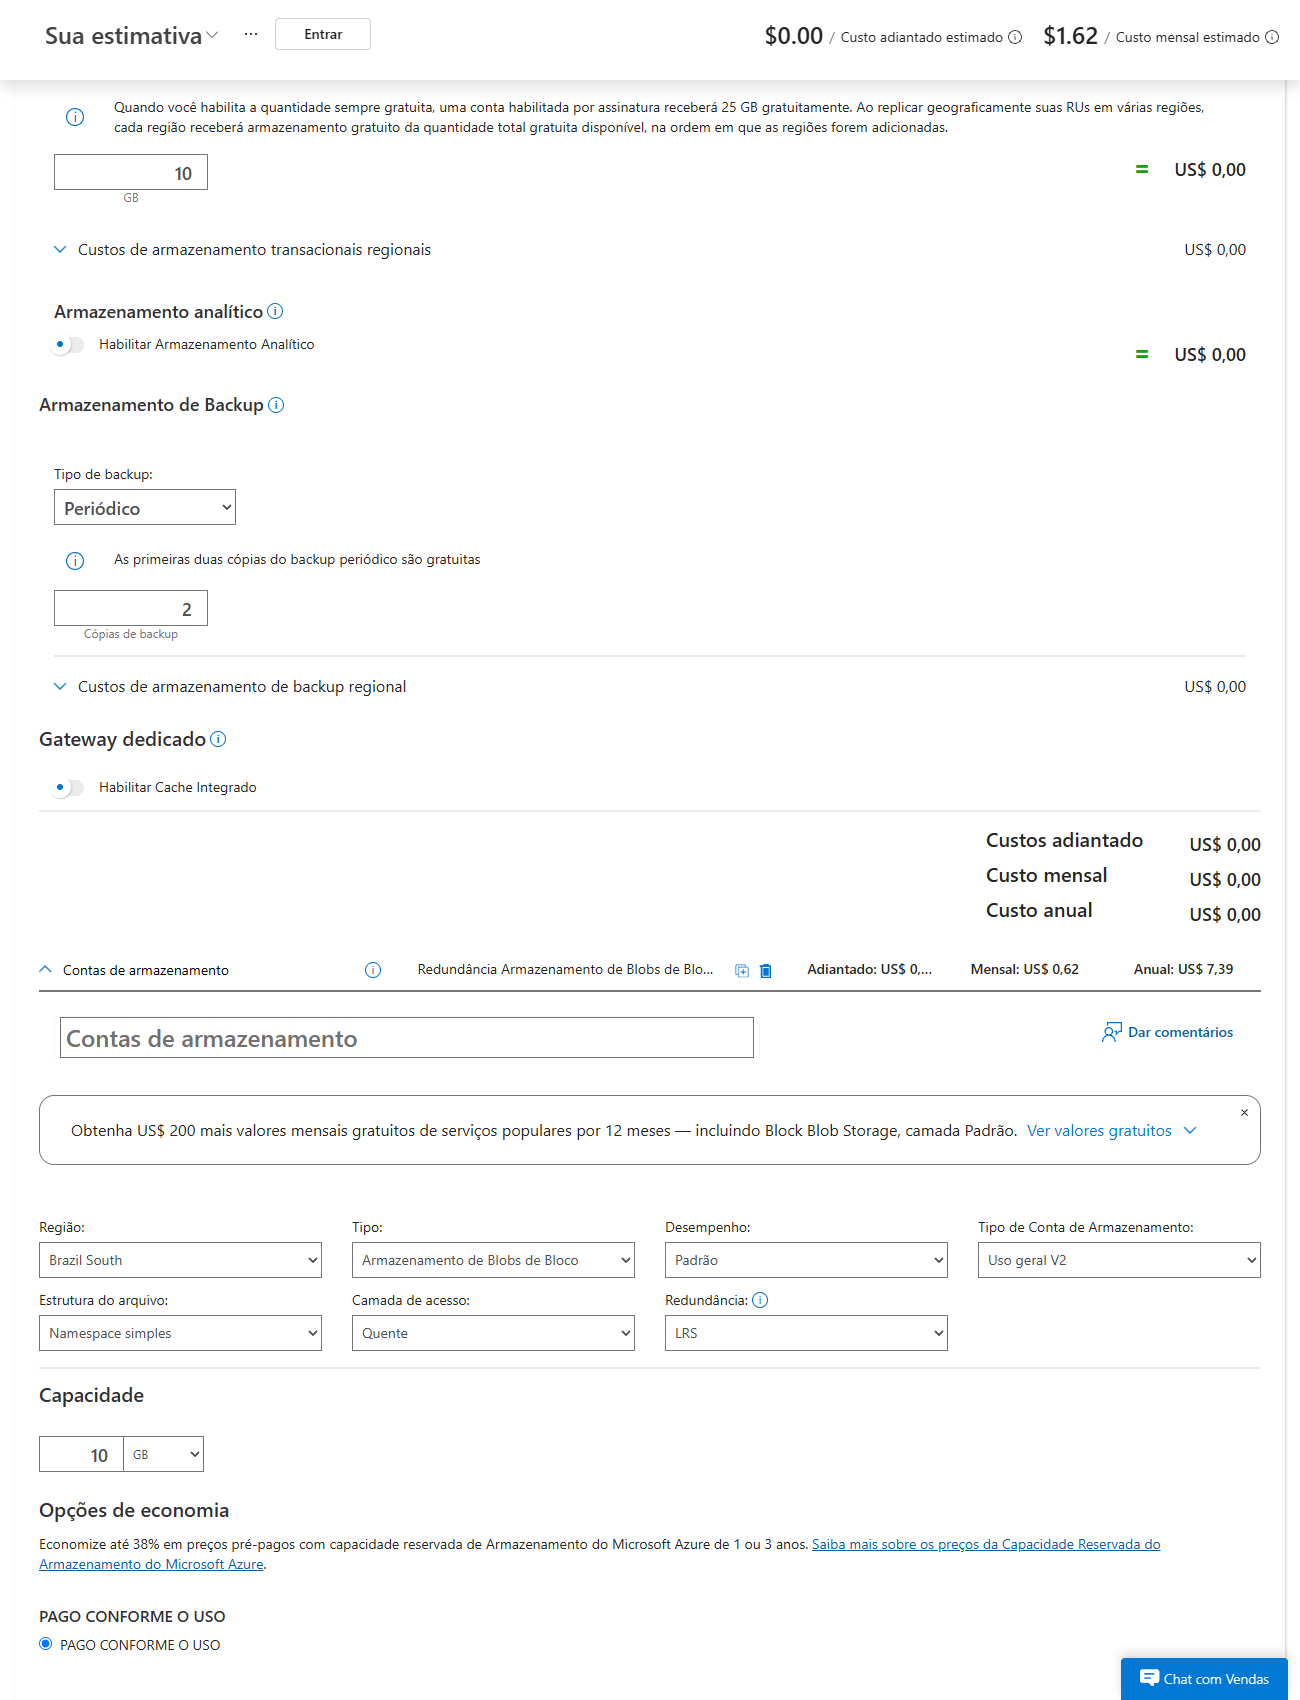 Sua estimativa ... Entrar $0.00 / Custo adiantado estimado $1.62 / Custo mensal estimado
Quando você habilita a quantidade sempre gratuita, uma conta habilitada por assinatura receberá 25 GB gratuitamente. Ao replicar geograficamente suas RUs em várias regiões,
cada região receberá armazenamento gratuito da quantidade total gratuita disponível, na ordem em que as regiões forem adicionadas.
10 = US$ 0,00
GB
Custos de armazenamento transacionais regionais US$ 0,00
Armazenamento analítico
Habilitar Armazenamento Analítico
= US$ 0,00
Armazenamento de Backup
Tipo de backup:
Periódico
As primeiras duas cópias do backup periódico são gratuitas
2
Cópias de backup
Custos de armazenamento de backup regional US$ 0,00
Gateway dedicado
Habilitar Cache Integrado
Custos adiantado US$ 0,00
Custo mensal US$ 0,00
Custo anual US$ 0,00
Contas de armazenamento Redundância Armazenamento de Blobs de Blo... Adiantado: US$ 0,... Mensal: US$ 0,62 Anual: US$ 7,39
Contas de armazenamento
Dar comentários
Obtenha US$ 200 mais valores mensais gratuitos de serviços populares por 12 meses — incluindo Block Blob Storage, camada Padrão. Ver valores gratuitos
Região: Tipo: Desempenho: Tipo de Conta de Armazenamento:
Brazil South Armazenamento de Blobs de Bloco Padrão Uso geral V2
Estrutura do arquivo: Camada de acesso: Redundância:
Namespace simples Quente LRS
Capacidade
10 GB
Opções de economia
Economize até 38% em preços pré-pagos com capacidade reservada de Armazenamento do Microsoft Azure de 1 ou 3 anos. Saiba mais sobre os preços da Capacidade Reservada do
Armazenamento do Microsoft Azure.
PAGO CONFORME O USO
PAGO CONFORME O USO
Chat com Vendas